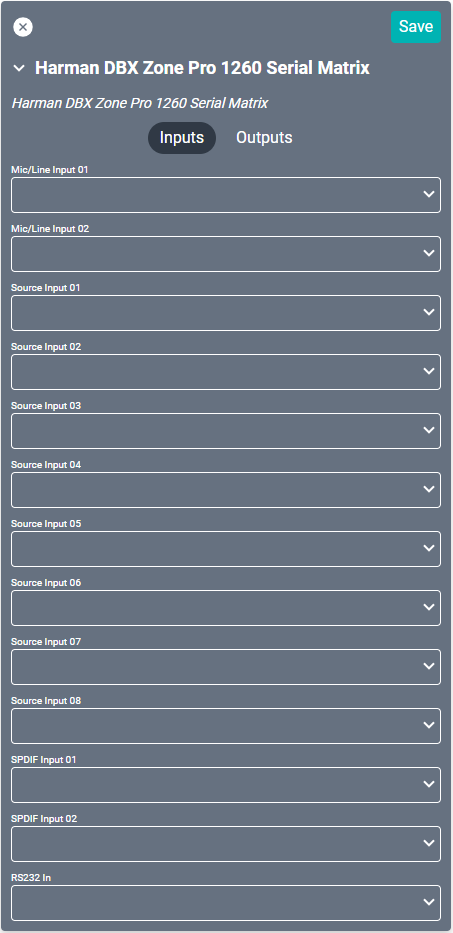 Save
Harman DBX Zone Pro 1260 Serial Matrix
Harman DBX Zone Pro 1260 Serial Matrix
Inputs Outputs
Mic/Line Input 01
Mic/Line Input 02
Source Input 01
Source Input 02
Source Input 03
Source Input 04
Source Input 05
Source Input 06
Source Input 07
Source Input 08
SPDIF Input 01
SPDIF Input 02
RS232 In